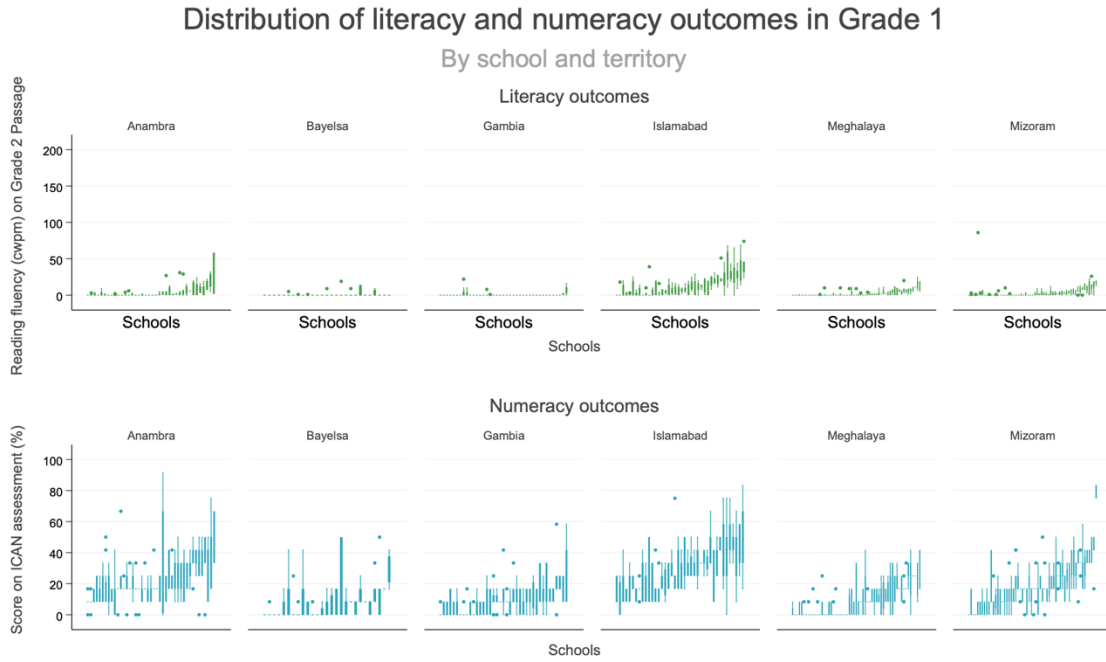 Distribution of literacy and numeracy outcomes in Grade 1
By school and territory
Literacy outcomes
Reading fluency (cwpm) on Grade 2 Passage
Anambra Bayelsa Gambia Islamabad Meghalaya Mizoram
200
150
100
50
0
Schools Schools Schools Schools Schools Schools
Schools
Numeracy outcomes
Score on ICAN assessment (%)
Anambra Bayelsa Gambia Islamabad Meghalaya Mizoram
100
80
60
40
20
0
Schools